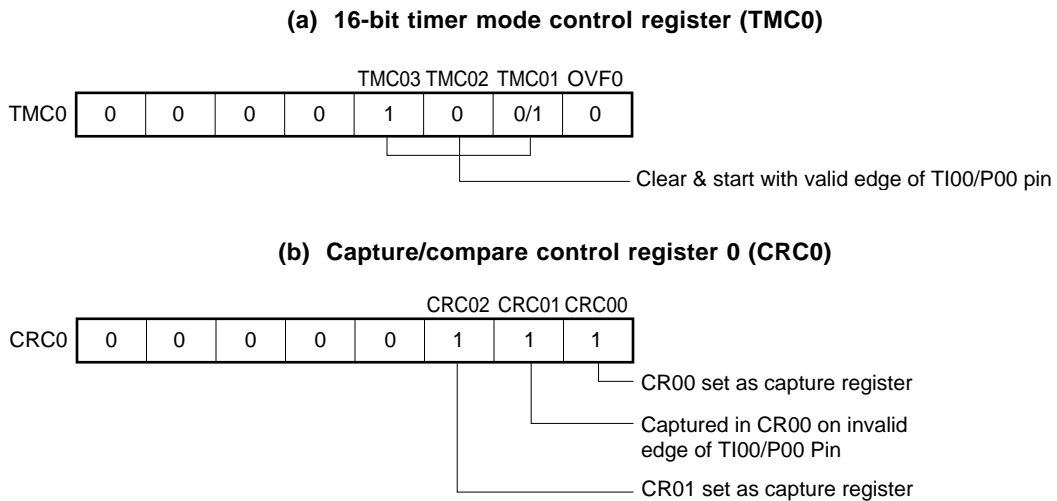 (a) 16-bit timer mode control register (TMC0)
TMC03 TMC02 TMC01 OVF0
TMC0 0 0 0 0 1 0 0/1 0
Clear & start with valid edge of TI00/P00 pin
(b) Capture/compare control register 0 (CRC0)
CRC02 CRC01 CRC00
CRC0 0 0 0 0 0 1 1 1
CR00 set as capture register
Captured in CR00 on invalid
edge of TI00/P00 Pin
CR01 set as capture register